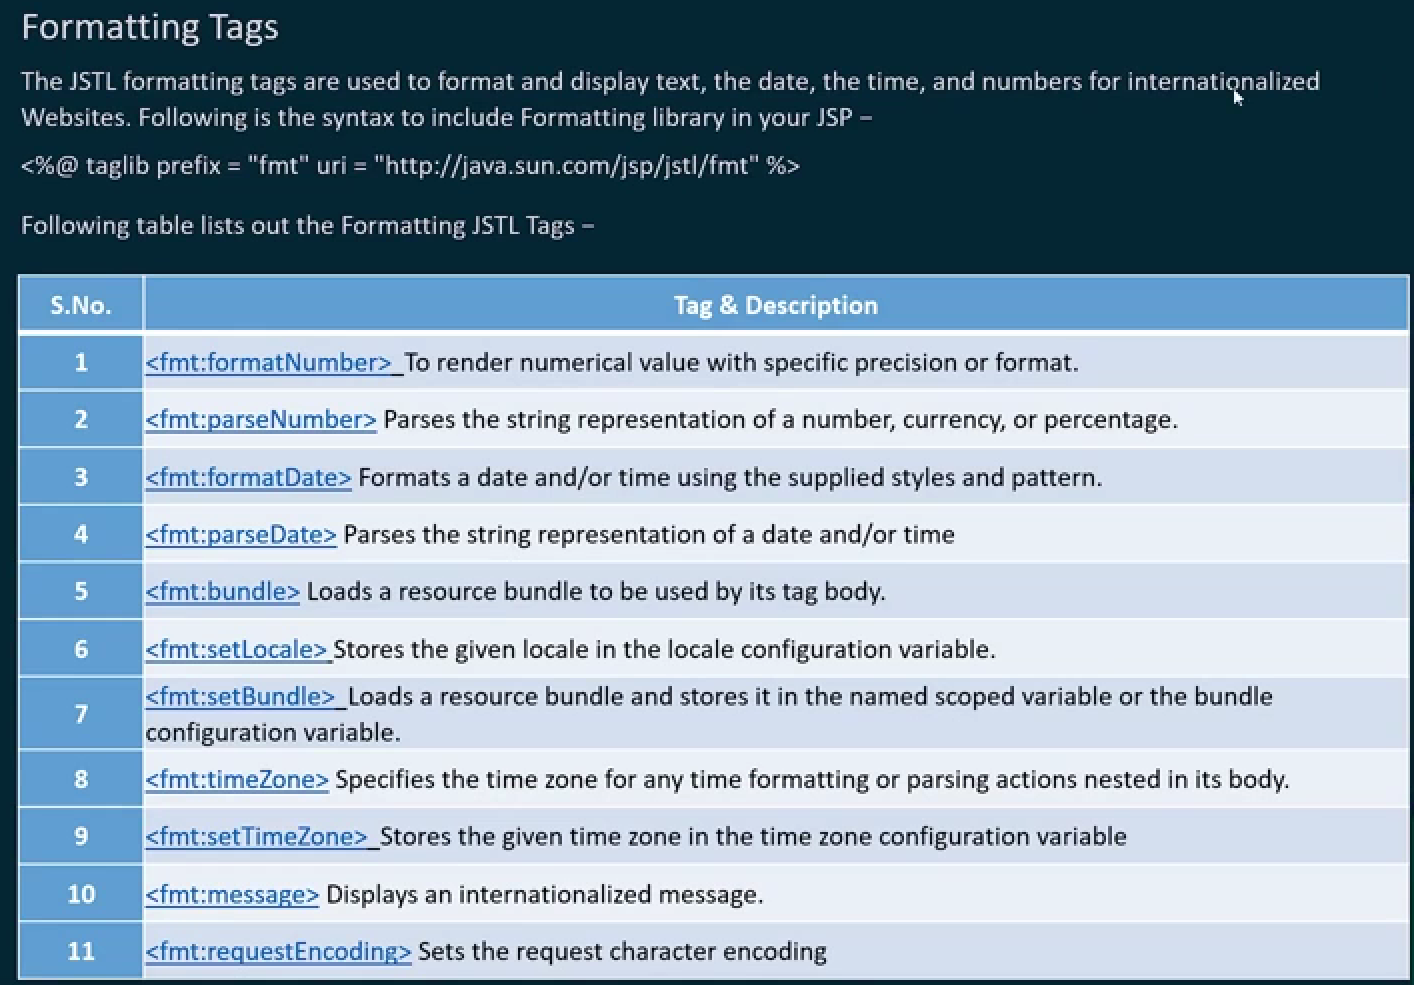 Formatting Tags
The JSTL formatting tags are used to format and display text, the date, the time, and numbers for internationalized
Websites. Following is the syntax to include Formatting library in your JSP −
<%@ taglib prefix = "fmt" uri = "http://java.sun.com/jsp/jstl/fmt" %>
Following table lists out the Formatting JSTL Tags −
S.No. Tag & Description
1 <fmt:formatNumber> To render numerical value with specific precision or format.
2 <fmt:parseNumber> Parses the string representation of a number, currency, or percentage.
3 <fmt:formatDate> Formats a date and/or time using the supplied styles and pattern.
4 <fmt:parseDate> Parses the string representation of a date and/or time
5 <fmt:bundle> Loads a resource bundle to be used by its tag body.
6 <fmt:setLocale> Stores the given locale in the locale configuration variable.
7 <fmt:setBundle> Loads a resource bundle and stores it in the named scoped variable or the bundle
configuration variable.
8 <fmt:timeZone> Specifies the time zone for any time formatting or parsing actions nested in its body.
9 <fmt:setTimeZone> Stores the given time zone in the time zone configuration variable
10 <fmt:message> Displays an internationalized message.
11 <fmt:requestEncoding> Sets the request character encoding